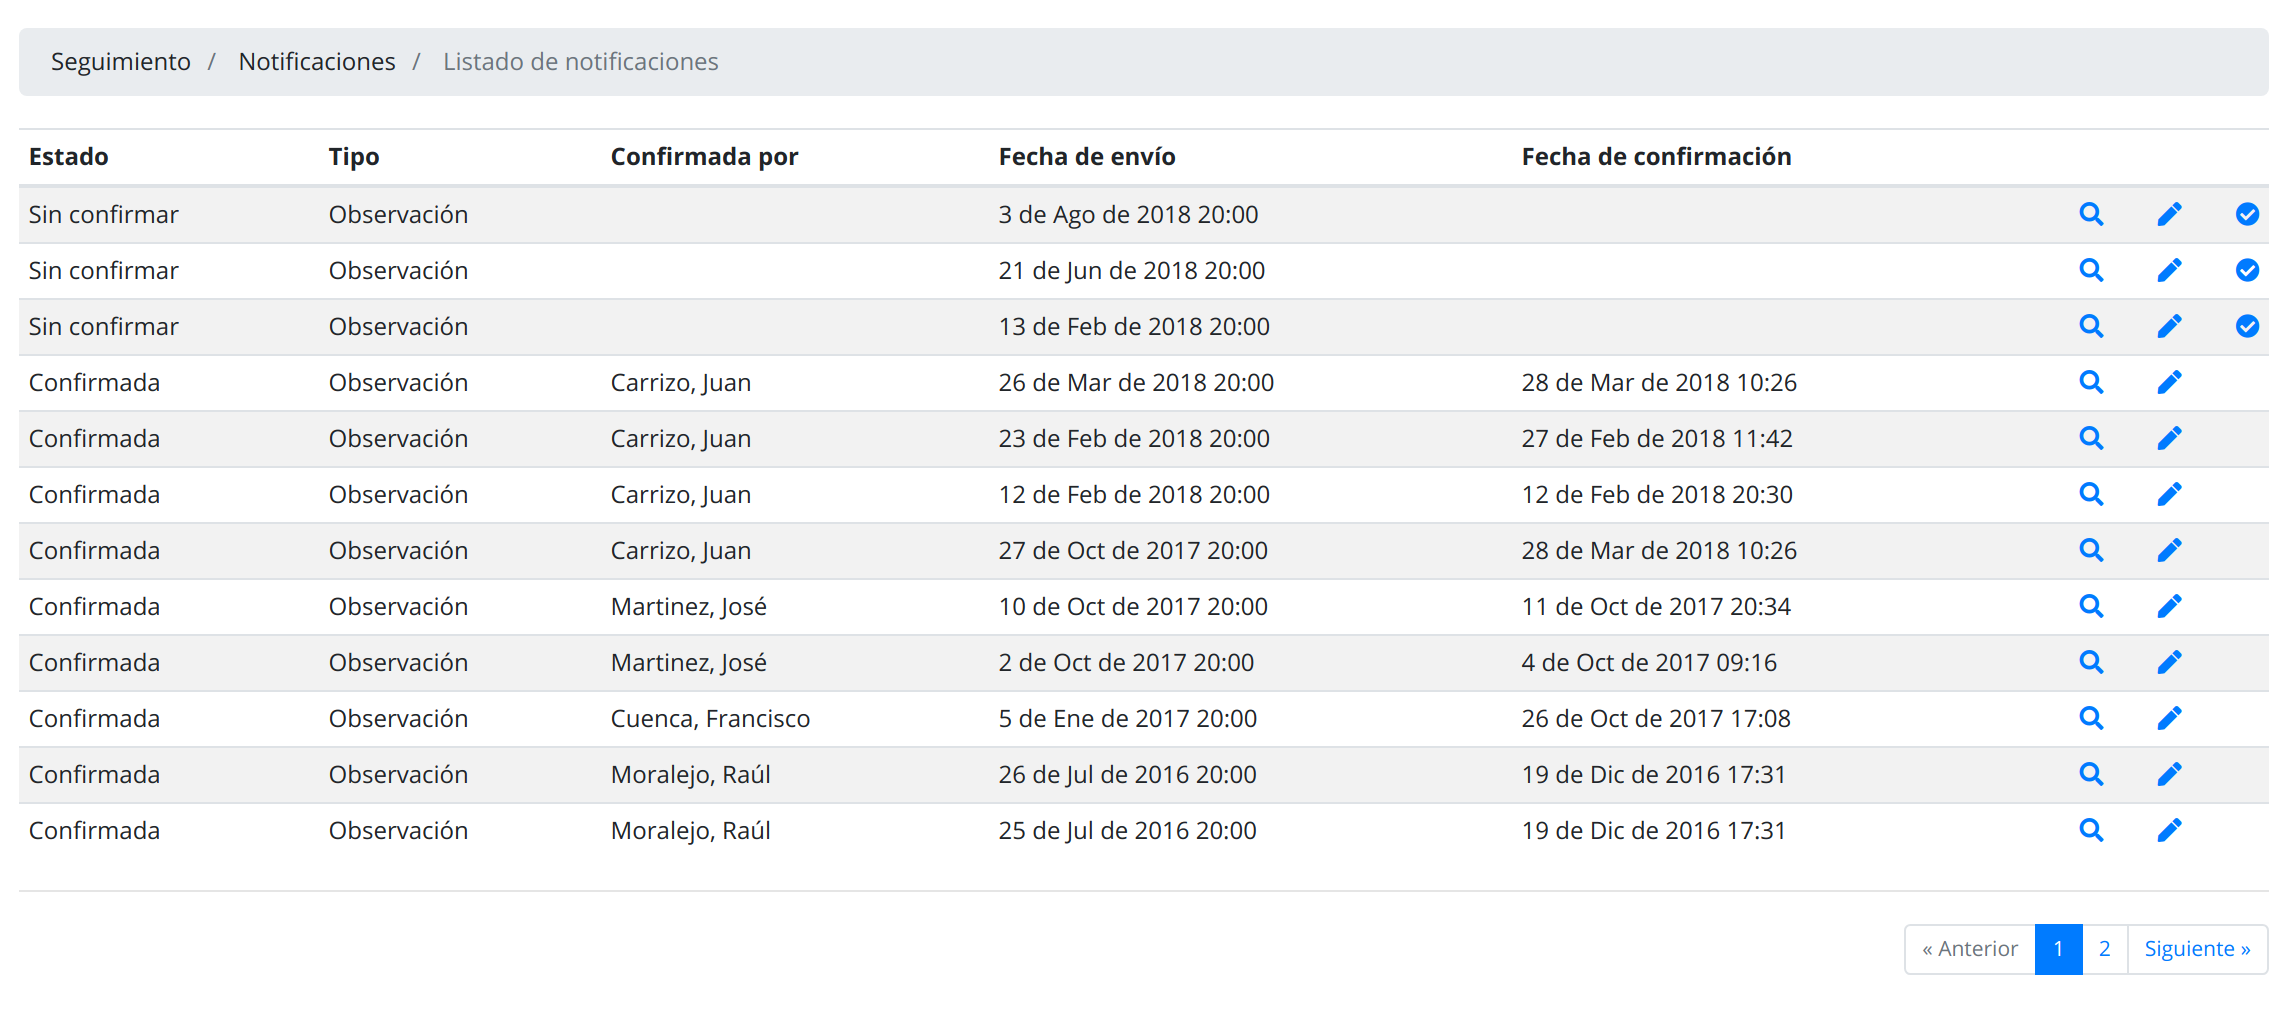 Seguimiento / Notificaciones / Listado de notificaciones
Estado Tipo Confirmada por Fecha de envío Fecha de confirmación
Sin confirmar Observación 3 de Ago de 2018 20:00
Sin confirmar Observación 21 de Jun de 2018 20:00
Sin confirmar Observación 13 de Feb de 2018 20:00
Confirmada Observación Carrizo, Juan 26 de Mar de 2018 20:00 28 de Mar de 2018 10:26
Confirmada Observación Carrizo, Juan 23 de Feb de 2018 20:00 27 de Feb de 2018 11:42
Confirmada Observación Carrizo, Juan 12 de Feb de 2018 20:00 12 de Feb de 2018 20:30
Confirmada Observación Carrizo, Juan 27 de Oct de 2017 20:00 28 de Mar de 2018 10:26
Confirmada Observación Martinez, José 10 de Oct de 2017 20:00 11 de Oct de 2017 20:34
Confirmada Observación Martinez, José 2 de Oct de 2017 20:00 4 de Oct de 2017 09:16
Confirmada Observación Cuenca, Francisco 5 de Ene de 2017 20:00 26 de Oct de 2017 17:08
Confirmada Observación Moralejo, Raúl 26 de Jul de 2016 20:00 19 de Dic de 2016 17:31
Confirmada Observación Moralejo, Raúl 25 de Jul de 2016 20:00 19 de Dic de 2016 17:31
« Anterior 1 2 Siguiente »